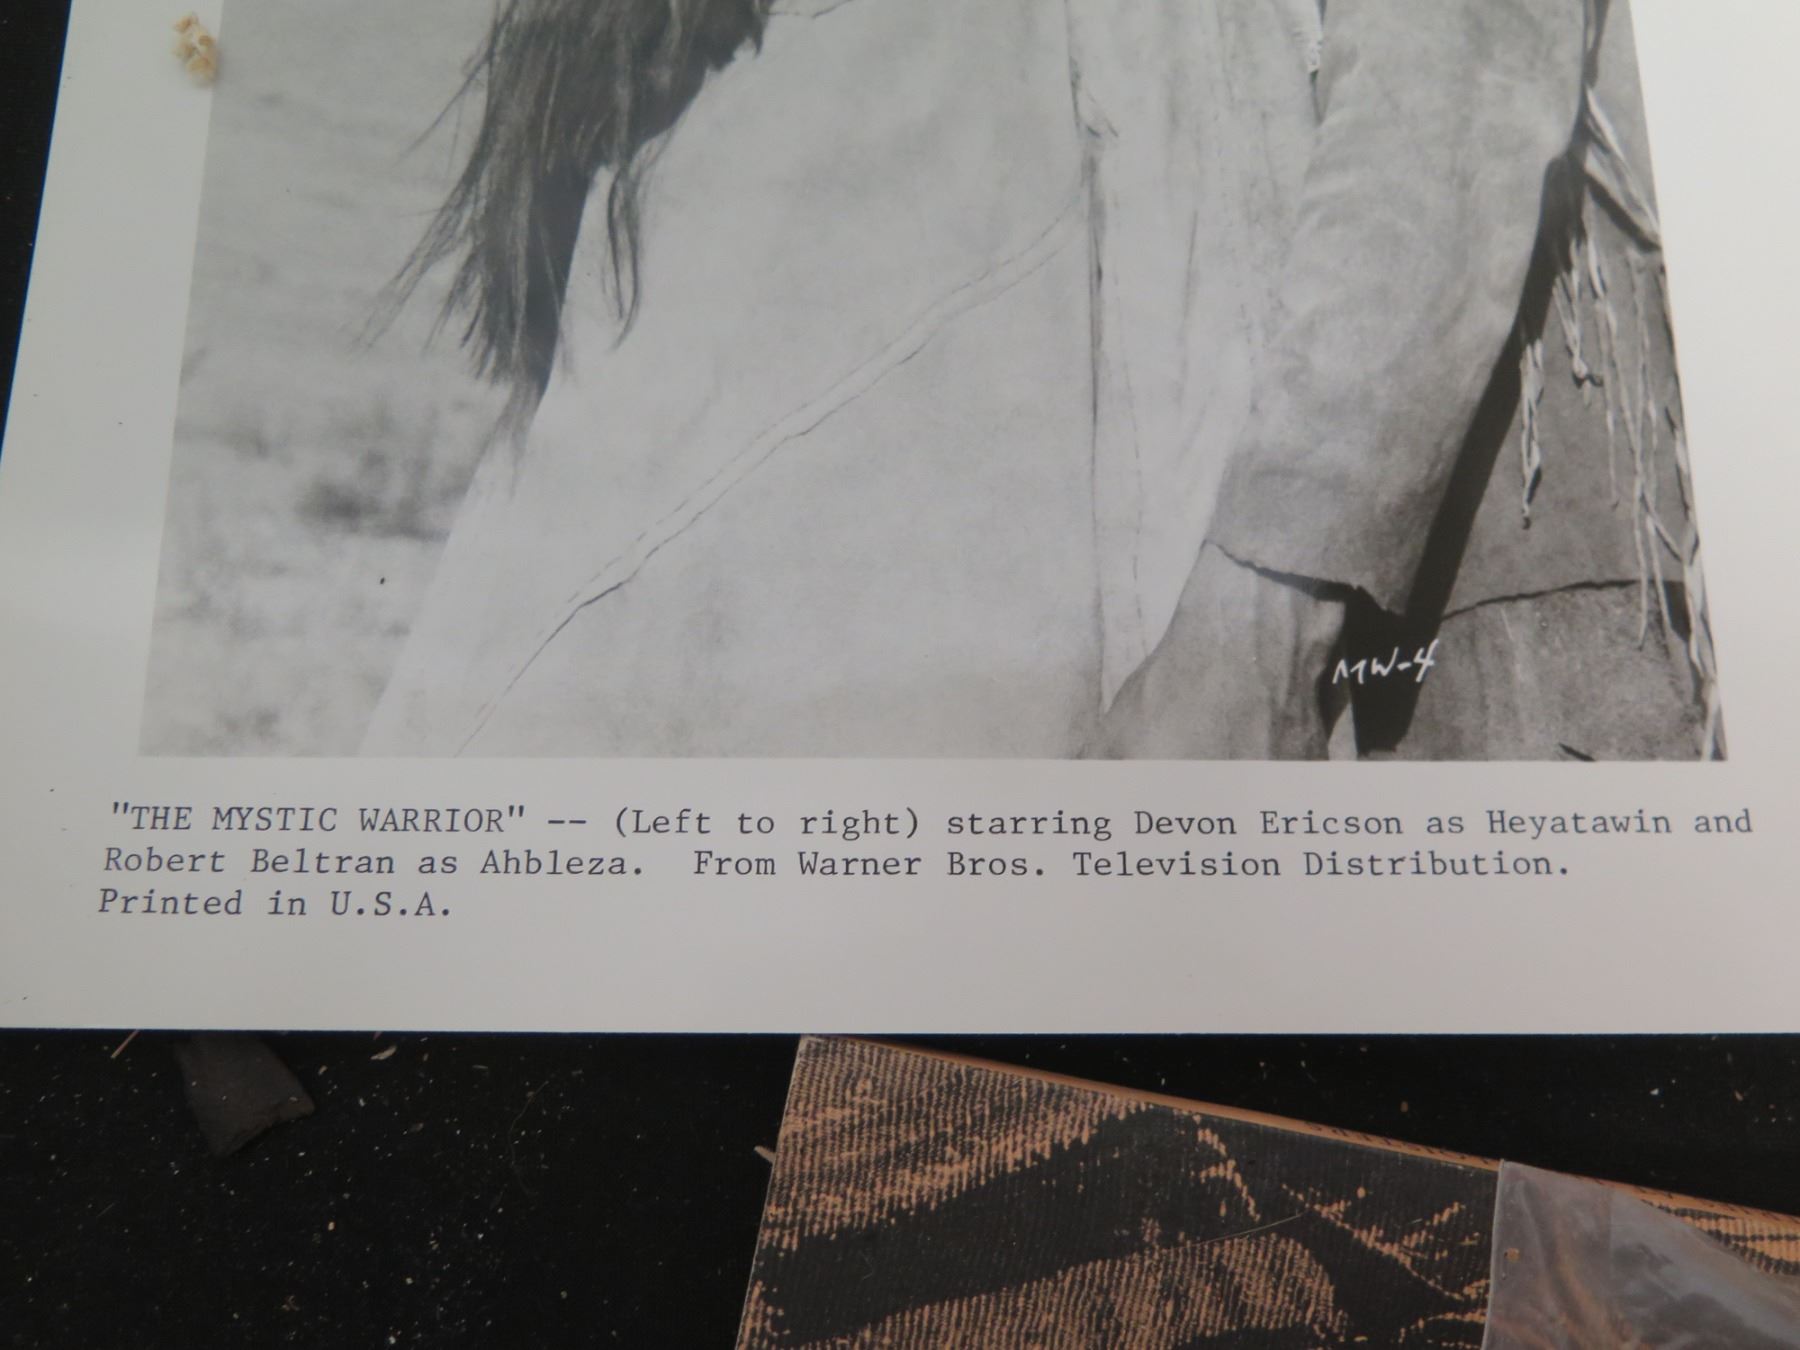 MW-4
"THE MYSTIC WARRIOR" -- (Left to right) starring Devon Ericson as Heyatawin and
Robert Beltran as Ahbleza.  From Warner Bros. Television Distribution.
Printed in U.S.A.